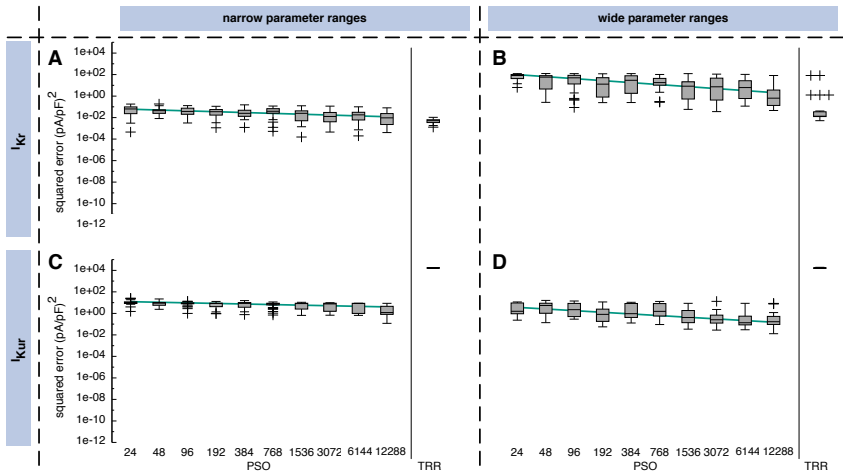 narrow parameter ranges
wide parameter ranges
A
B
I_Kr
squared error (pA/pF)^2
1e+04
1e+02
1e+00
1e-02
1e-04
1e-06
1e-08
1e-10
1e-12
C
D
I_Kur
squared error (pA/pF)^2
1e+04
1e+02
1e+00
1e-02
1e-04
1e-06
1e-08
1e-10
1e-12
24 48 96 192 384 768 1536 3072 6144 12288
PSO TRR
24 48 96 192 384 768 1536 3072 6144 12288
PSO TRR